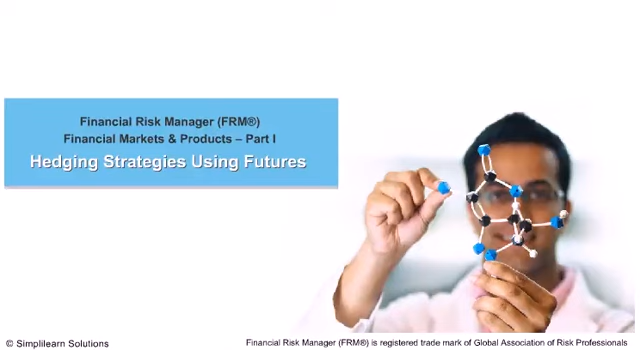 Financial Risk Manager (FRM®)
Financial Markets & Products – Part I
Hedging Strategies Using Futures
© Simplilearn Solutions
Financial Risk Manager (FRM®) is registered trade mark of Global Association of Risk Professionals